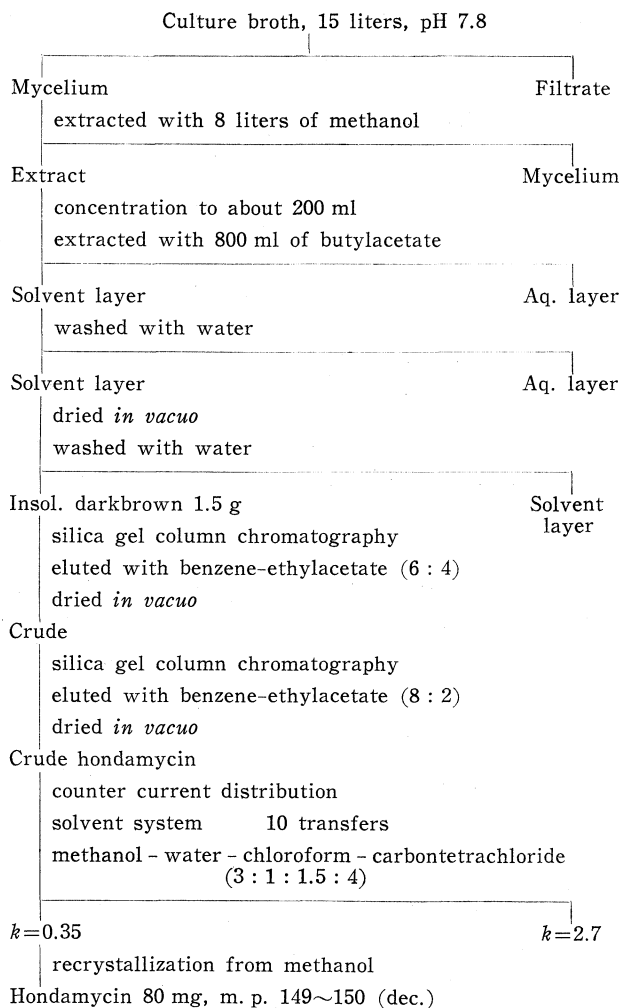 Culture broth, 15 liters, pH 7.8
Mycelium Filtrate
extracted with 8 liters of methanol
Extract Mycelium
concentration to about 200 ml
extracted with 800 ml of butylacetate
Solvent layer Aq. layer
washed with water
Solvent layer Aq. layer
dried in vacuo
washed with water
Insol. darkbrown 1.5 g Solvent
layer
silica gel column chromatography
eluted with benzene-ethylacetate (6 : 4)
dried in vacuo
Crude
silica gel column chromatography
eluted with benzene-ethylacetate (8 : 2)
dried in vacuo
Crude hondamycin
counter current distribution
solvent system 10 transfers
methanol – water – chloroform – carbontetrachloride
(3 : 1 : 1.5 : 4)
k=0.35 k=2.7
recrystallization from methanol
Hondamycin 80 mg, m. p. 149~150 (dec.)